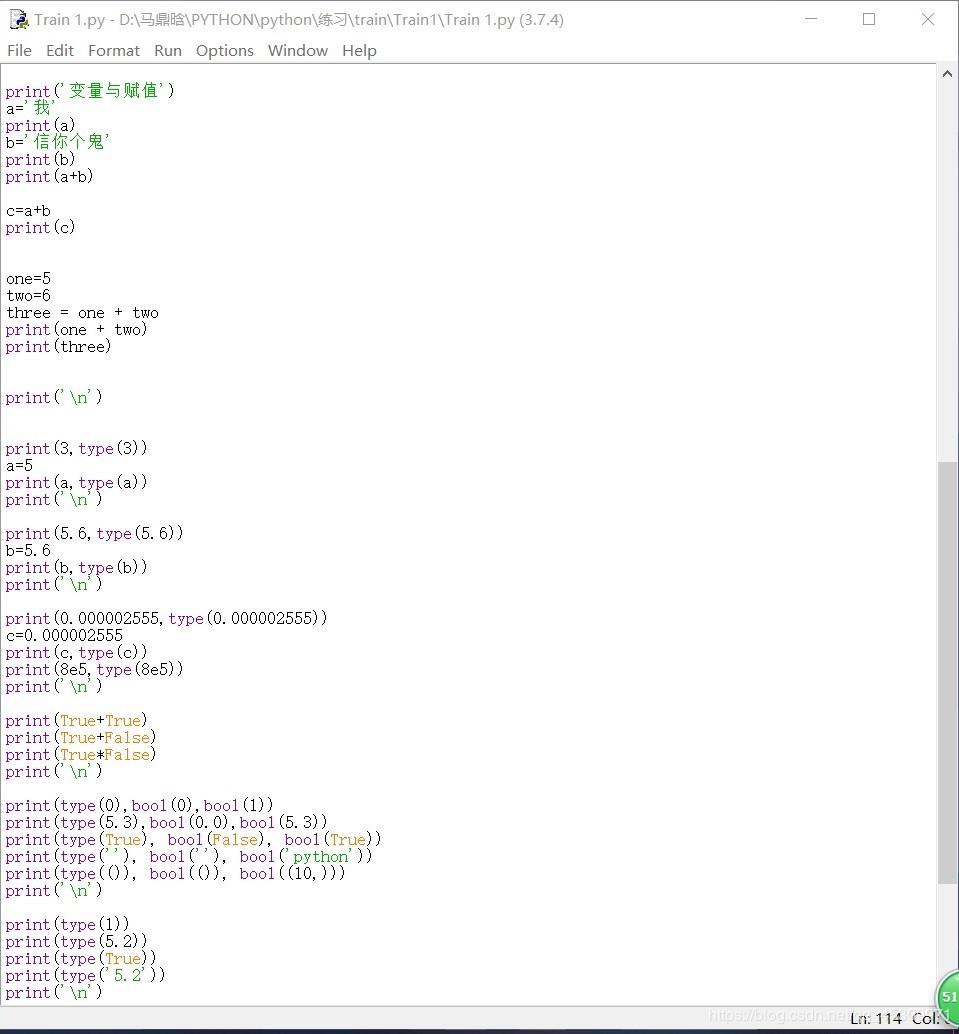 Train 1.py - D:\马鼎晗\PYTHON\python\练习\train\Train1\Train 1.py (3.7.4)
File Edit Format Run Options Window Help
print('变量与赋值')
a='我'
print(a)
b='信你个鬼'
print(b)
print(a+b)
c=a+b
print(c)
one=5
two=6
three = one + two
print(one + two)
print(three)
print('\n')
print(3,type(3))
a=5
print(a,type(a))
print('\n')
print(5.6,type(5.6))
b=5.6
print(b,type(b))
print('\n')
print(0.000002555,type(0.000002555))
c=0.000002555
print(c,type(c))
print(8e5,type(8e5))
print('\n')
print(True+True)
print(True+False)
print(True*False)
print('\n')
print(type(0),bool(0),bool(1))
print(type(5.3),bool(0.0),bool(5.3))
print(type(True), bool(False), bool(True))
print(type(''), bool(''), bool('python'))
print(type(()), bool(()), bool((10,)))
print('\n')
print(type(1))
print(type(5.2))
print(type(True))
print(type('5.2'))
print('\n')
51
Ln: 114 Col: